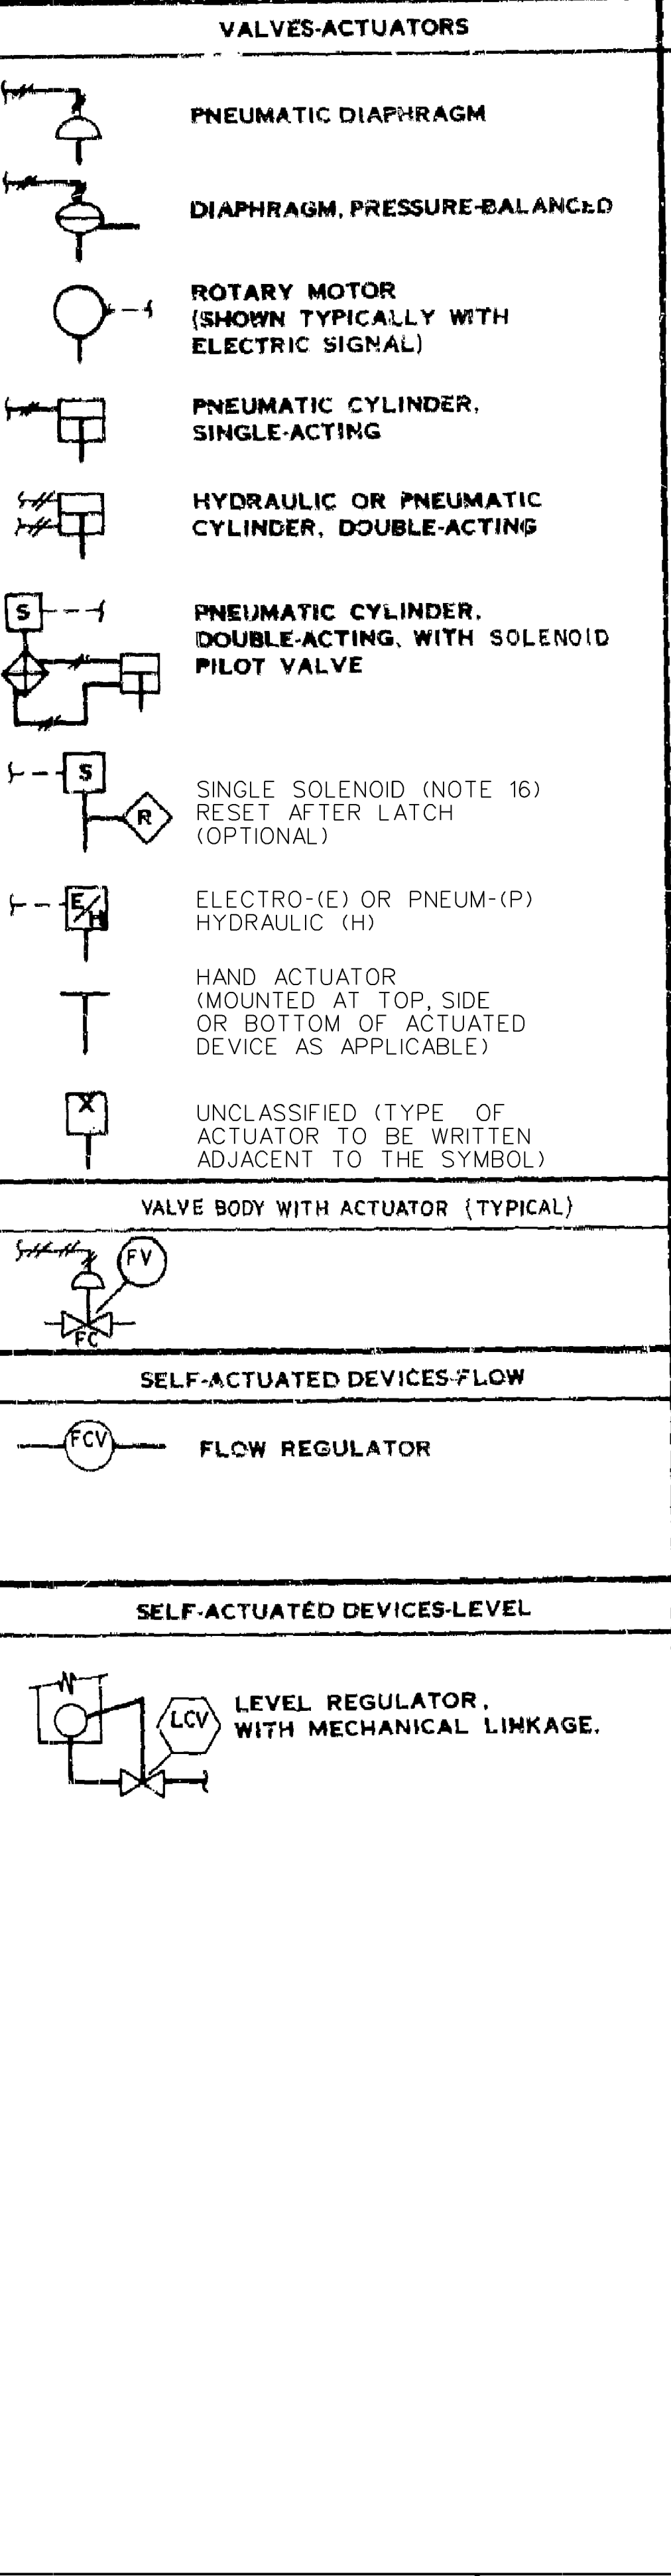 VALVES-ACTUATORS
PNEUMATIC DIAPHRAGM
DIAPHRAGM, PRESSURE-BALANCED
ROTARY MOTOR
(SHOWN TYPICALLY WITH
ELECTRIC SIGNAL)
PNEUMATIC CYLINDER,
SINGLE-ACTING
HYDRAULIC OR PNEUMATIC
CYLINDER, DOUBLE-ACTING
S
PNEUMATIC CYLINDER,
DOUBLE-ACTING, WITH SOLENOID
PILOT VALVE
S
R
SINGLE SOLENOID (NOTE 16)
RESET AFTER LATCH
(OPTIONAL)
E/H
ELECTRO-(E) OR PNEUM-(P)
HYDRAULIC (H)
HAND ACTUATOR
(MOUNTED AT TOP, SIDE
OR BOTTOM OF ACTUATED
DEVICE AS APPLICABLE)
X
UNCLASSIFIED (TYPE OF
ACTUATOR TO BE WRITTEN
ADJACENT TO THE SYMBOL)
VALVE BODY WITH ACTUATOR (TYPICAL)
FV
FC
SELF-ACTUATED DEVICES-FLOW
FCV
FLOW REGULATOR
SELF-ACTUATED DEVICES-LEVEL
LCV
LEVEL REGULATOR,
WITH MECHANICAL LINKAGE.